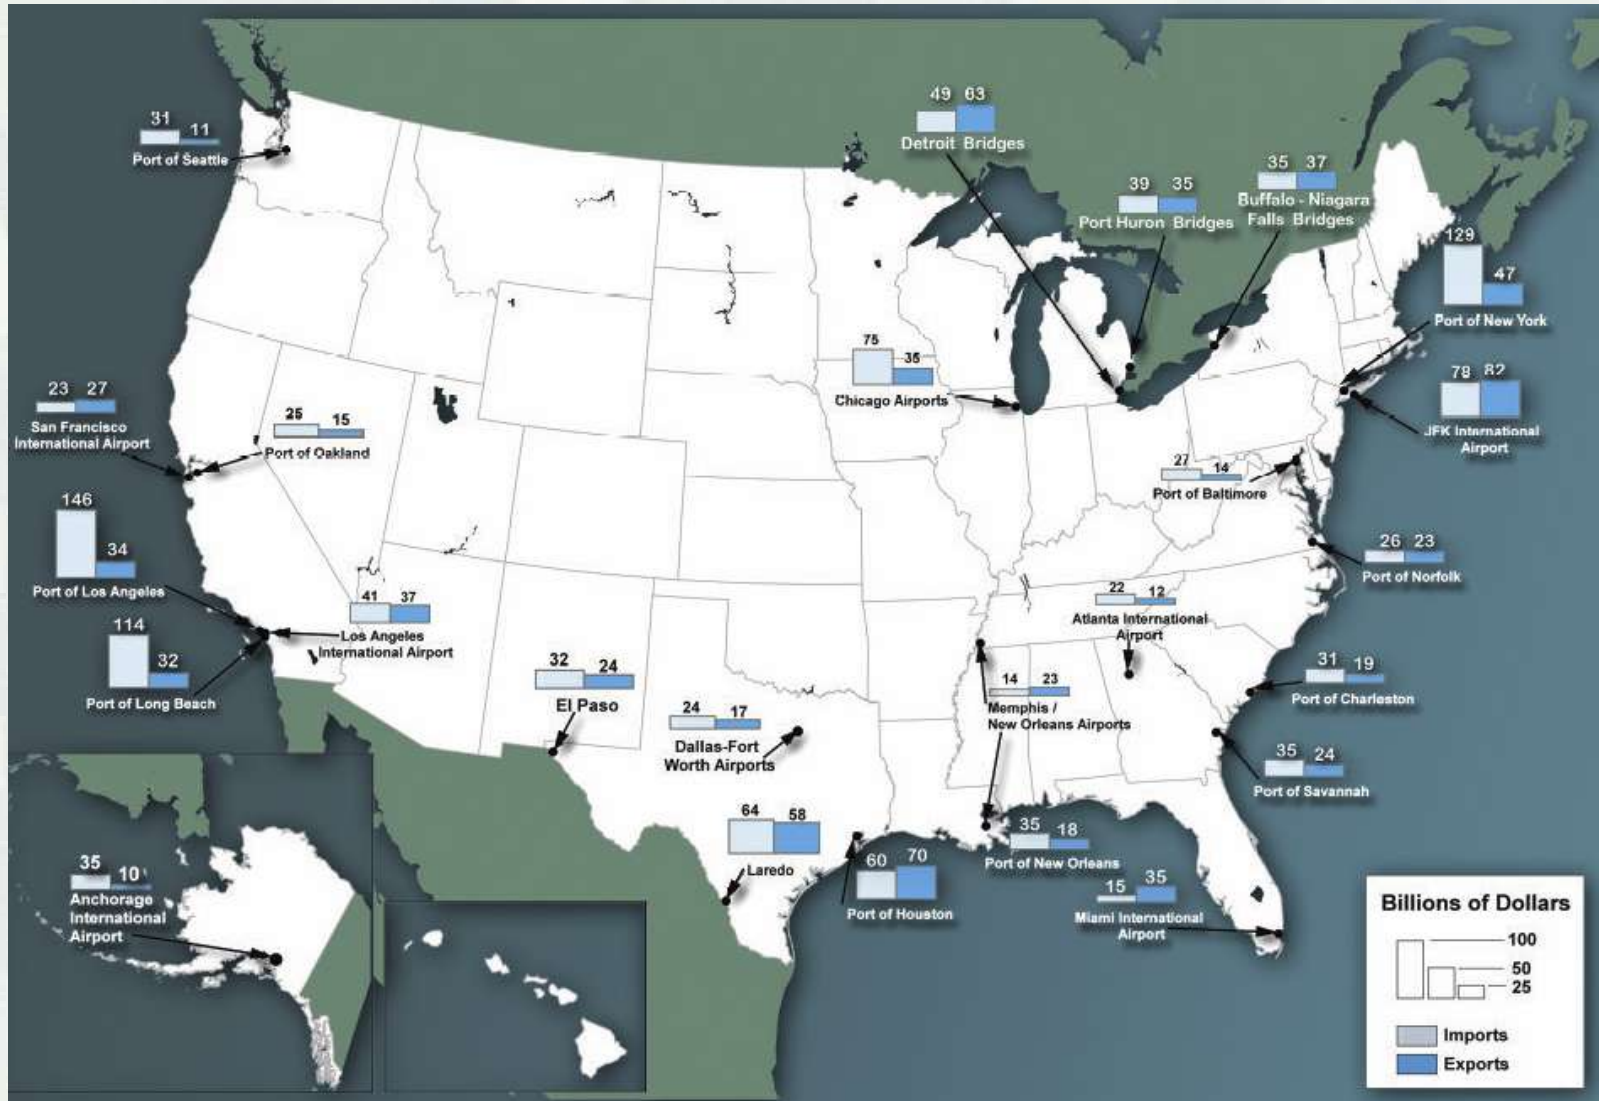 31 11
Port of Seattle
49 63
Detroit Bridges
39 35
Port Huron Bridges
35 37
Buffalo - Niagara
Falls Bridges
129
47
Port of New York
78 82
JFK International
Airport
75
35
Chicago Airports
23 27
San Francisco
International Airport
25 15
Port of Oakland
27 14
Port of Baltimore
146
34
Port of Los Angeles
26 23
Port of Norfolk
41 37
Los Angeles
International Airport
22 12
Atlanta International
Airport
114
32
Port of Long Beach
32 24
El Paso
14 23
Memphis /
New Orleans Airports
31 19
Port of Charleston
24 17
Dallas-Fort
Worth Airports
35 24
Port of Savannah
64 58
Laredo
60 70
Port of Houston
35 18
Port of New Orleans
15 35
Miami International
Airport
35 10
Anchorage
International
Airport
Billions of Dollars
100
50
25
Imports
Exports